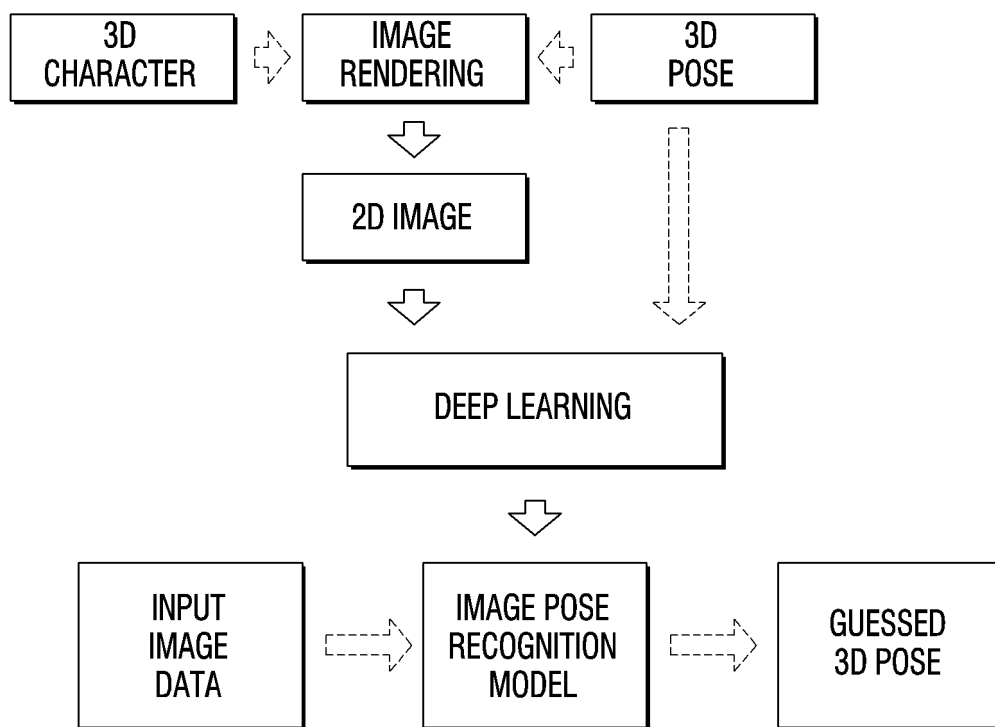 3D
CHARACTER
IMAGE
RENDERING
3D
POSE
2D IMAGE
DEEP LEARNING
INPUT
IMAGE
DATA
IMAGE POSE
RECOGNITION
MODEL
GUESSED
3D POSE